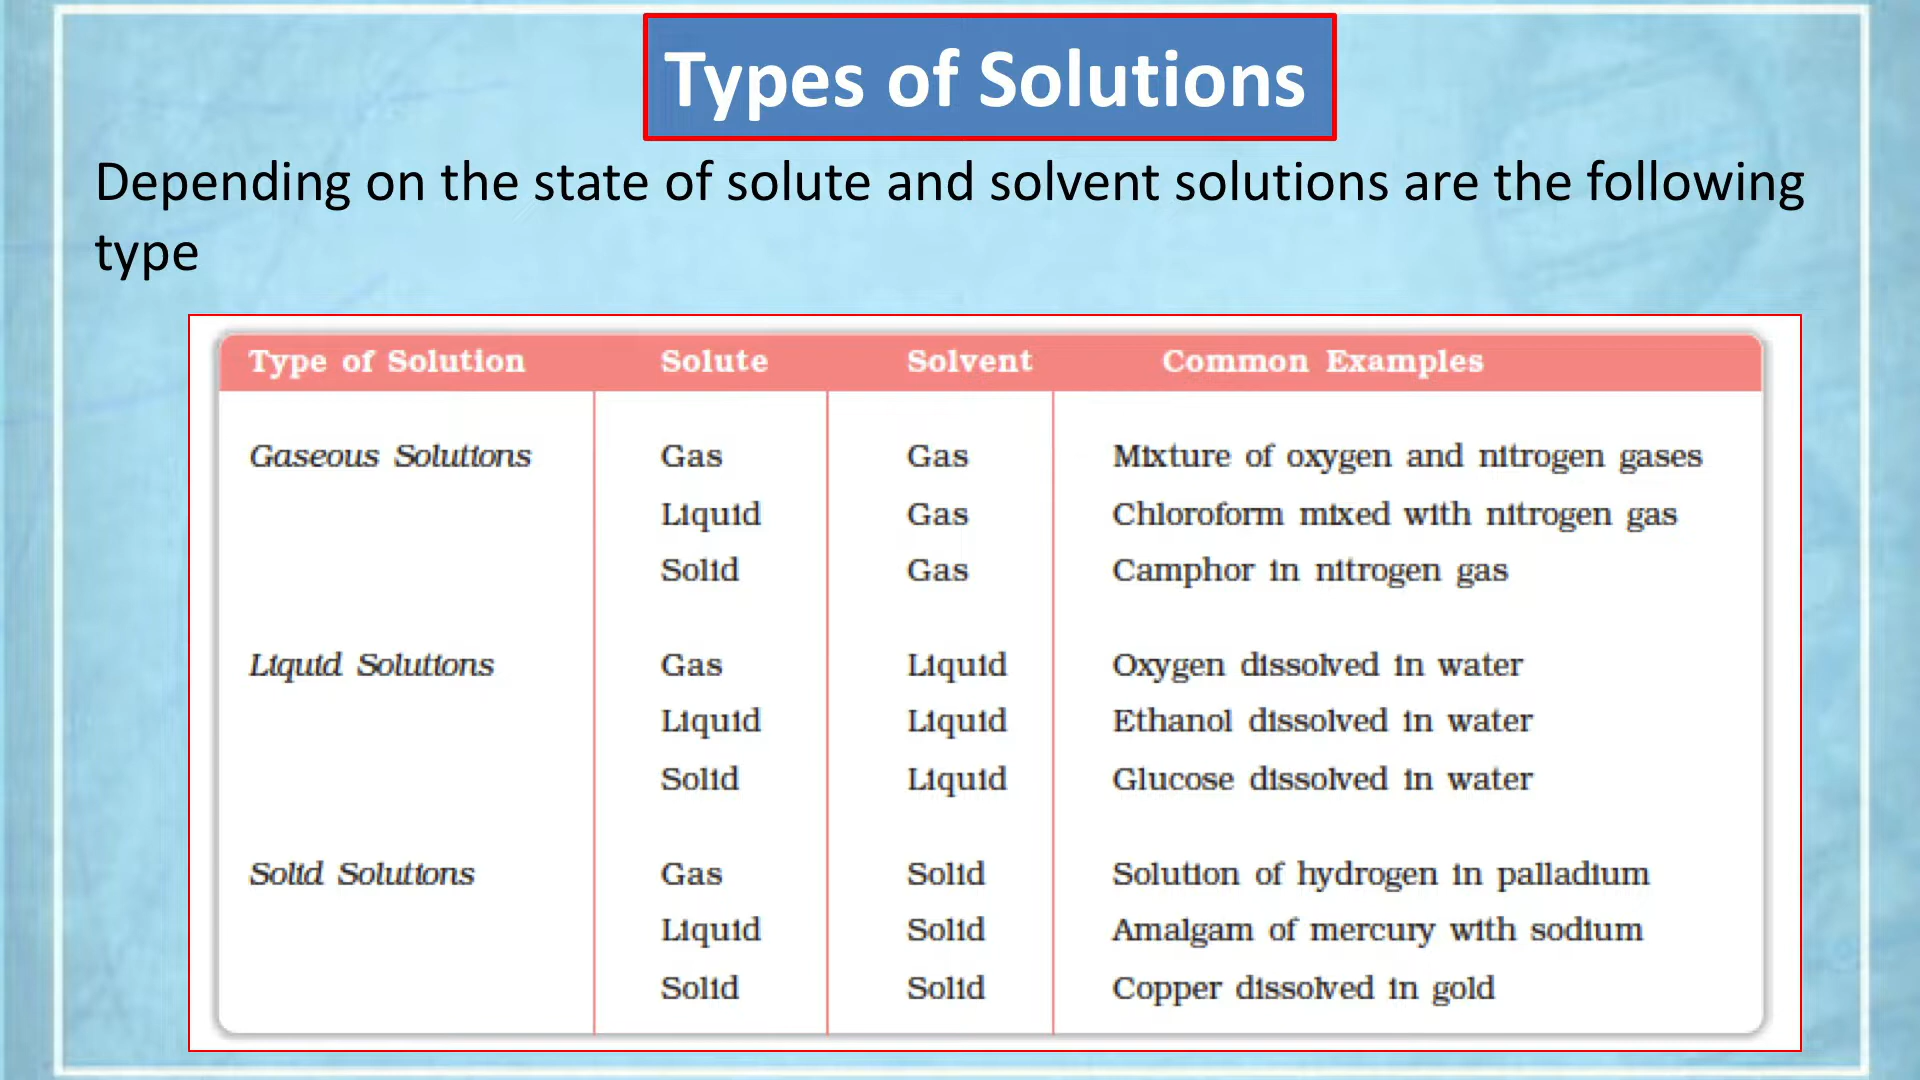 Types of Solutions
Depending on the state of solute and solvent solutions are the following
type
Type of Solution Solute Solvent Common Examples
Gaseous Solutions Gas Gas Mixture of oxygen and nitrogen gases
Liquid Gas Chloroform mixed with nitrogen gas
Solid Gas Camphor in nitrogen gas
Liquid Solutions Gas Liquid Oxygen dissolved in water
Liquid Liquid Ethanol dissolved in water
Solid Liquid Glucose dissolved in water
Solid Solutions Gas Solid Solution of hydrogen in palladium
Liquid Solid Amalgam of mercury with sodium
Solid Solid Copper dissolved in gold